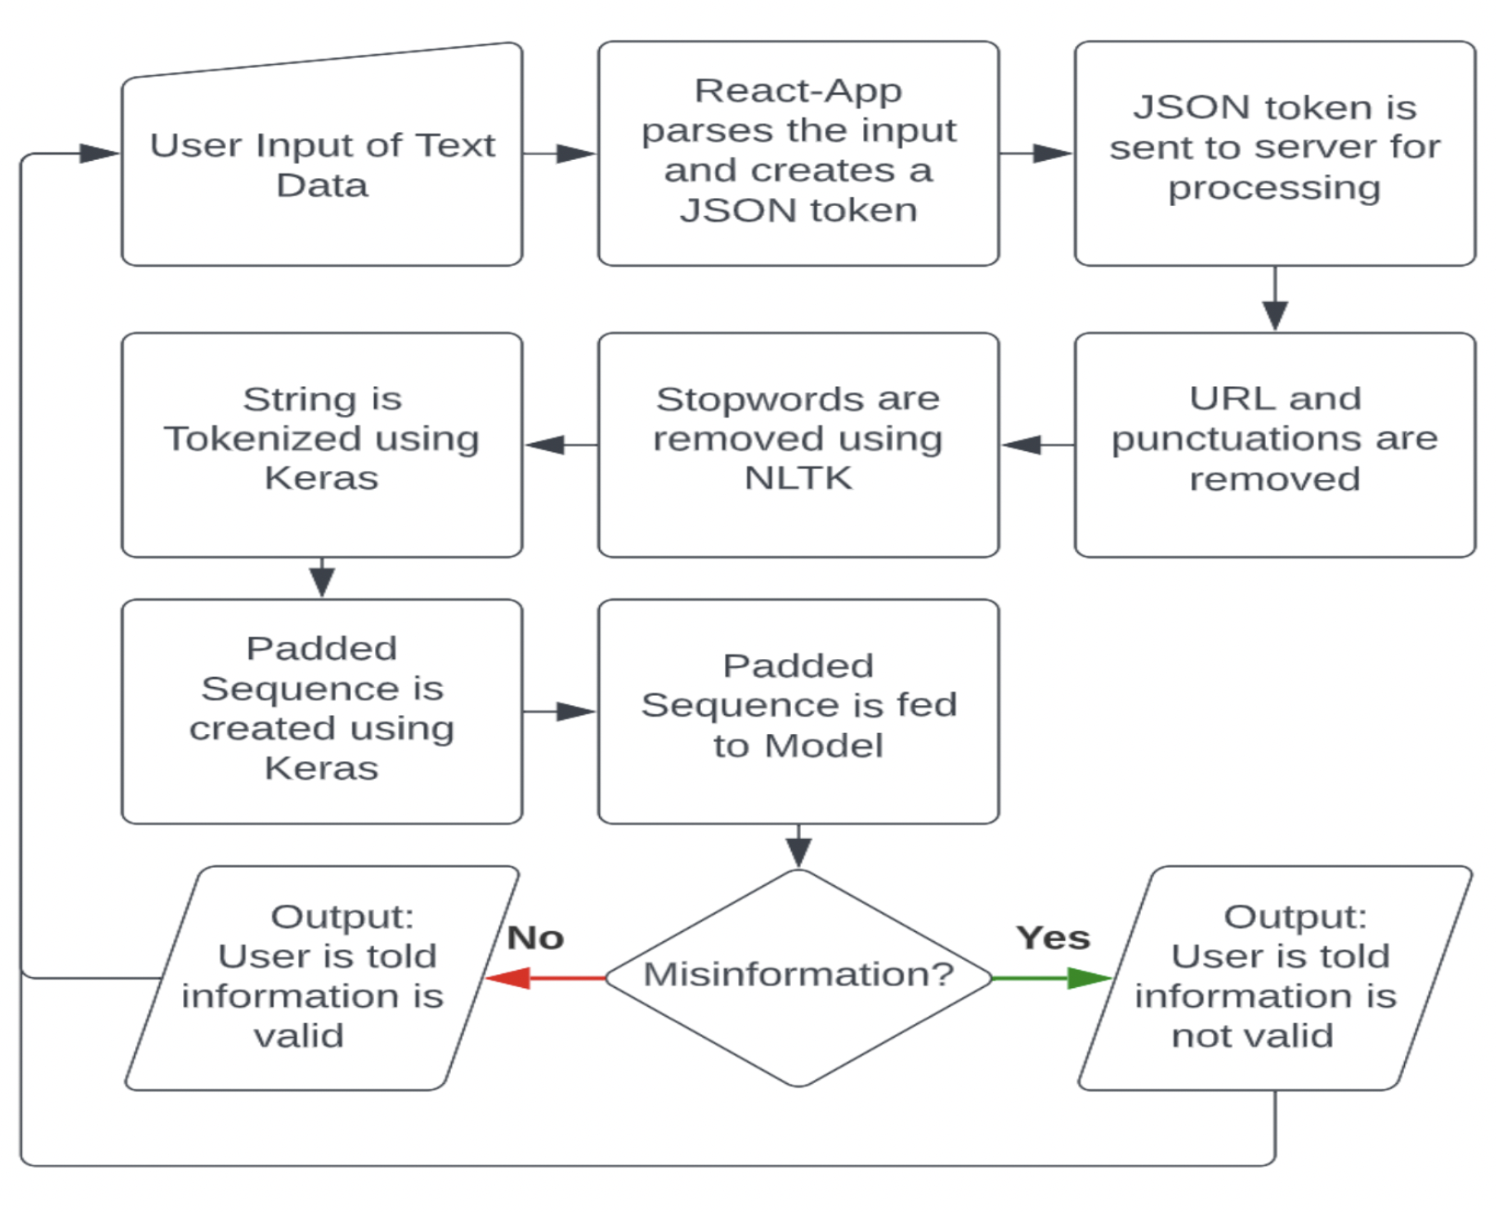 User Input of Text
Data
React-App
parses the input
and creates a
JSON token
JSON token is
sent to server for
processing
URL and
punctuations are
removed
Stopwords are
removed using
NLTK
String is
Tokenized using
Keras
Padded
Sequence is
created using
Keras
Padded
Sequence is fed
to Model
Misinformation?
No
Output:
User is told
information is
valid
Yes
Output:
User is told
information is
not valid